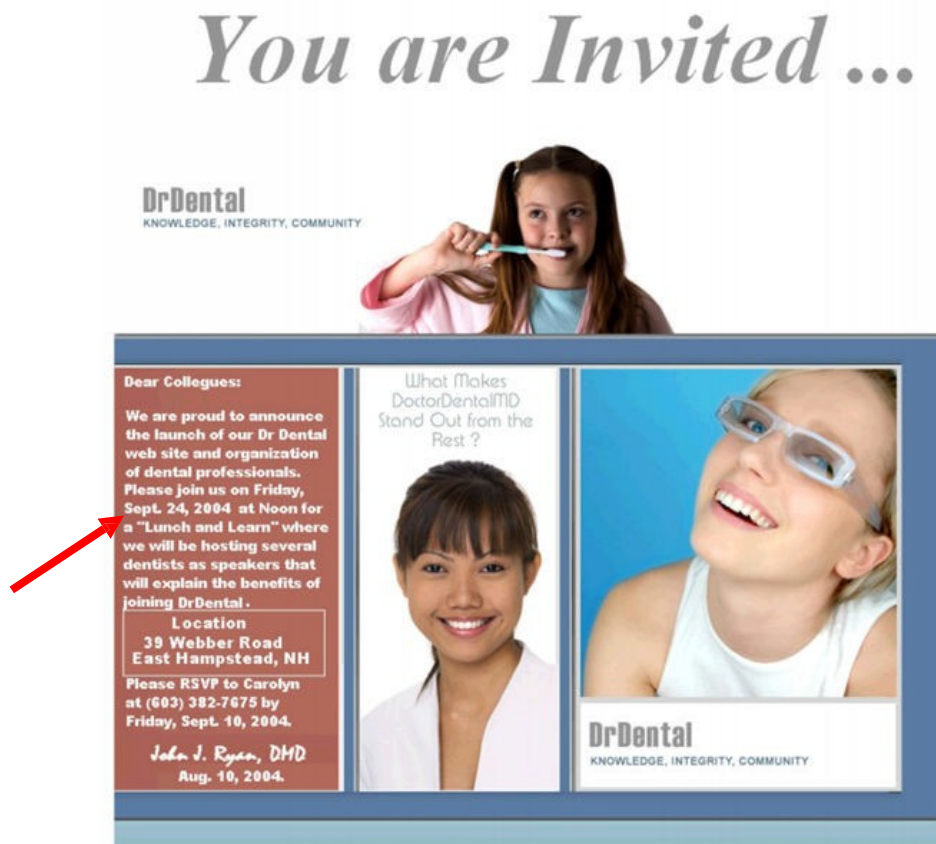 You are Invited ...
DrDental
KNOWLEDGE, INTEGRITY, COMMUNITY
Dear Collegues:
We are proud to announce
the launch of our Dr Dental
web site and organization
of dental professionals.
Please join us on Friday,
Sept. 24, 2004 at Noon for
a "Lunch and Learn" where
we will be hosting several
dentists as speakers that
will explain the benefits of
joining DrDental.
Location
39 Webber Road
East Hampstead, NH
Please RSVP to Carolyn
at (603) 382-7675 by
Friday, Sept. 10, 2004.
John J. Ryan, DMD
Aug. 10, 2004.
What Makes
DoctorDentalMD
Stand Out from the
Rest ?
DrDental
KNOWLEDGE, INTEGRITY, COMMUNITY